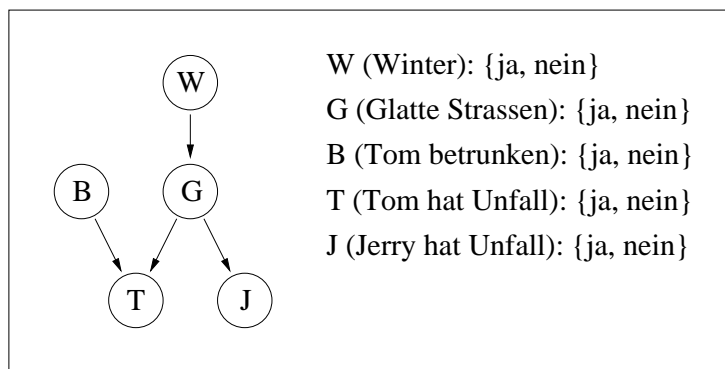 W
W (Winter): {ja, nein}
G (Glatte Strassen): {ja, nein}
B (Tom betrunken): {ja, nein}
B G
T (Tom hat Unfall): {ja, nein}
J (Jerry hat Unfall): {ja, nein}
T J